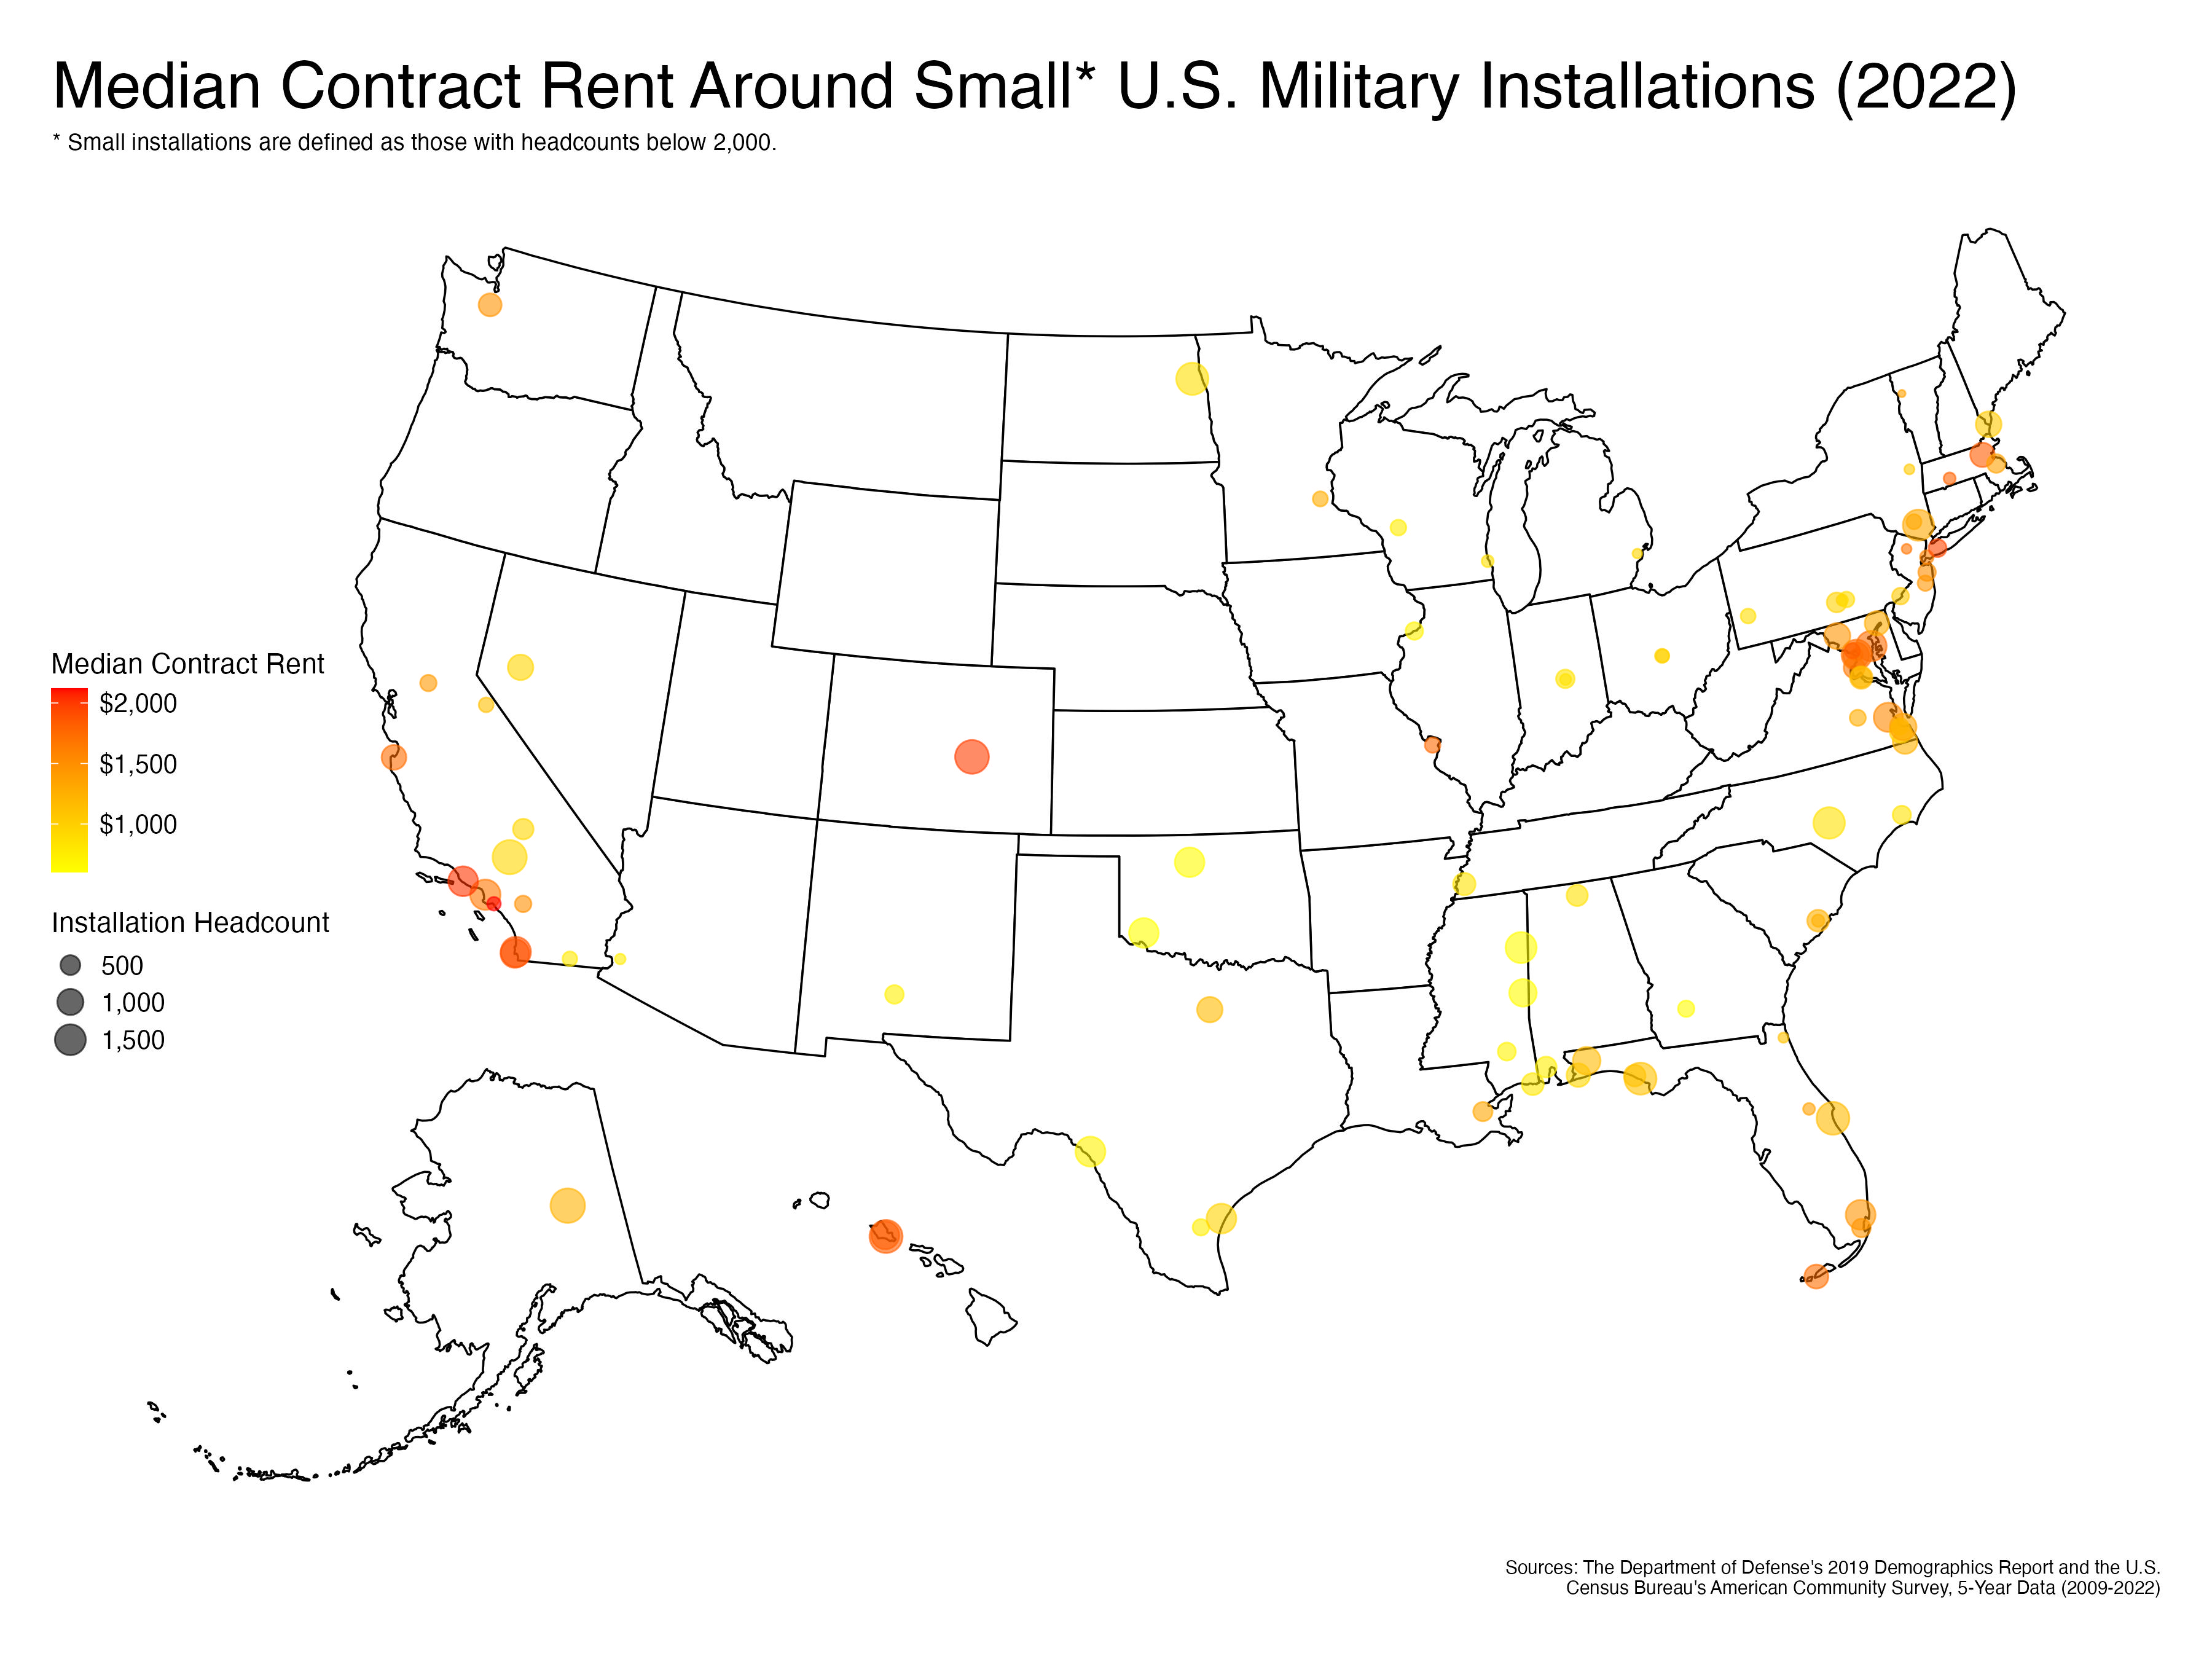 Median Contract Rent Around Small* U.S. Military Installations (2022)
* Small installations are defined as those with headcounts below 2,000.
Median Contract Rent
$2,000
$1,500
$1,000
Installation Headcount
500
1,000
1,500
Sources: The Department of Defense's 2019 Demographics Report and the U.S.
Census Bureau's American Community Survey, 5-Year Data (2009-2022)